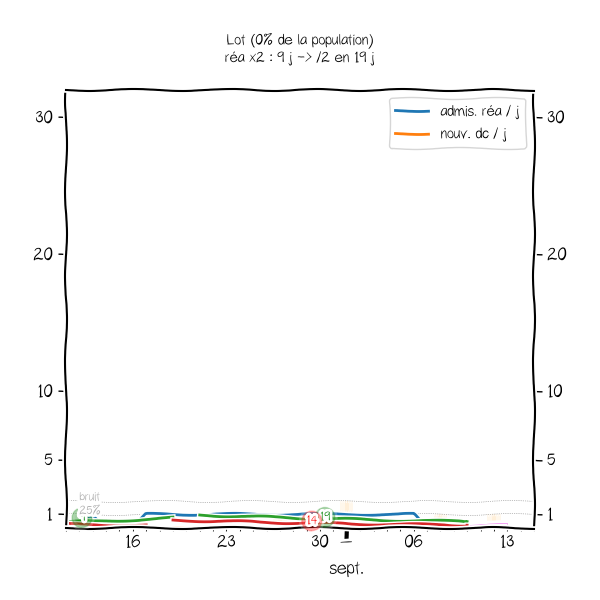 Lot (0% de la population)
réa x2 : 9 j -> /2 en 19 j
admis. réa / j
nouv. dc / j
30 30
20 20
10 10
5 5
... bruit
25%
1 14 19 1
16 23 30 06 13
sept.